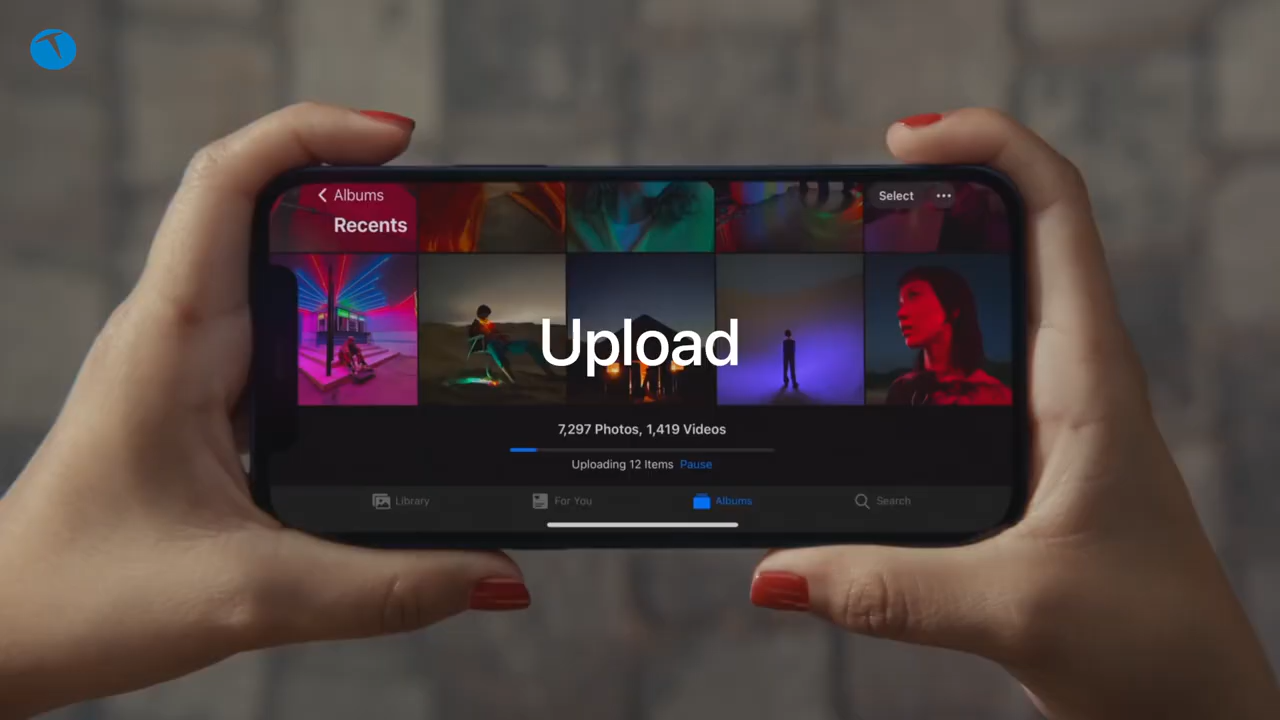 Albums
Recents
Select
Upload
7,297 Photos, 1,419 Videos
Uploading 12 Items Pause
Library
For You
Albums
Search